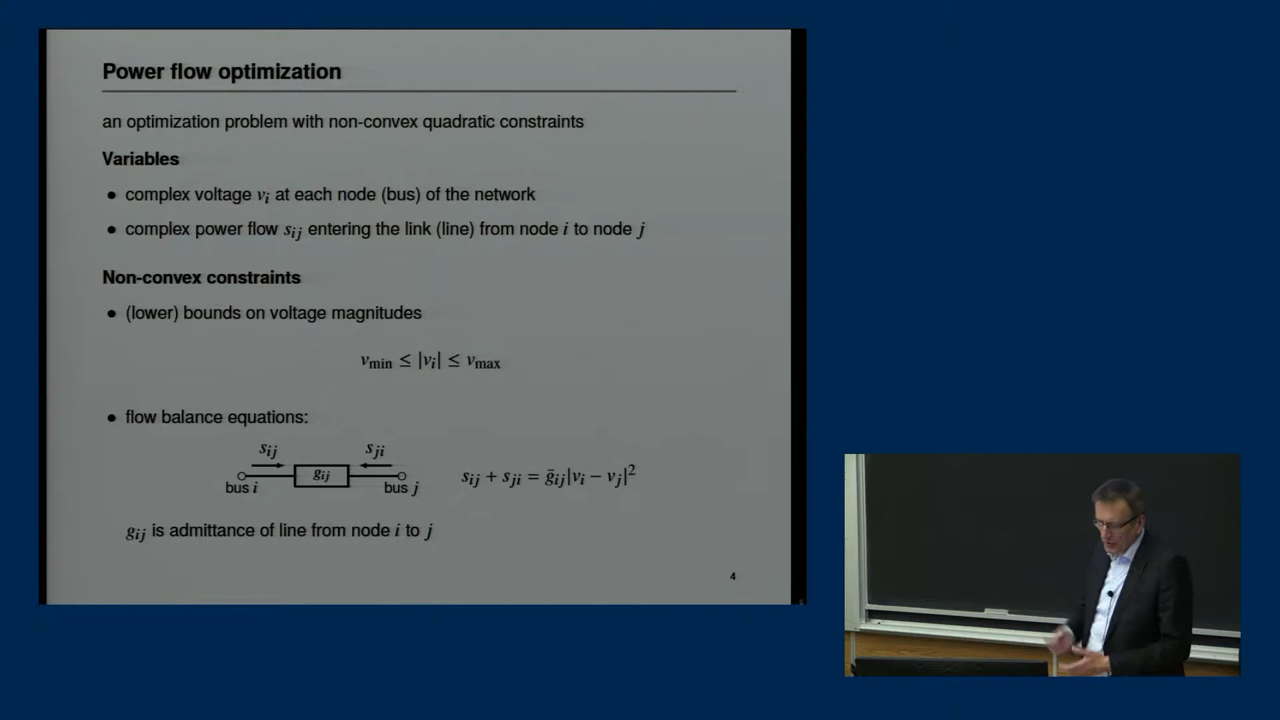 Power flow optimization
an optimization problem with non-convex quadratic constraints
Variables
• complex voltage vᵢ at each node (bus) of the network
• complex power flow sᵢⱼ entering the link (line) from node i to node j
Non-convex constraints
• (lower) bounds on voltage magnitudes
v_min ≤ |vᵢ| ≤ v_max
• flow balance equations:
sᵢⱼ sⱼᵢ
gᵢⱼ
bus i bus j
sᵢⱼ + sⱼᵢ = ḡᵢⱼ|vᵢ − vⱼ|²
gᵢⱼ is admittance of line from node i to j
4